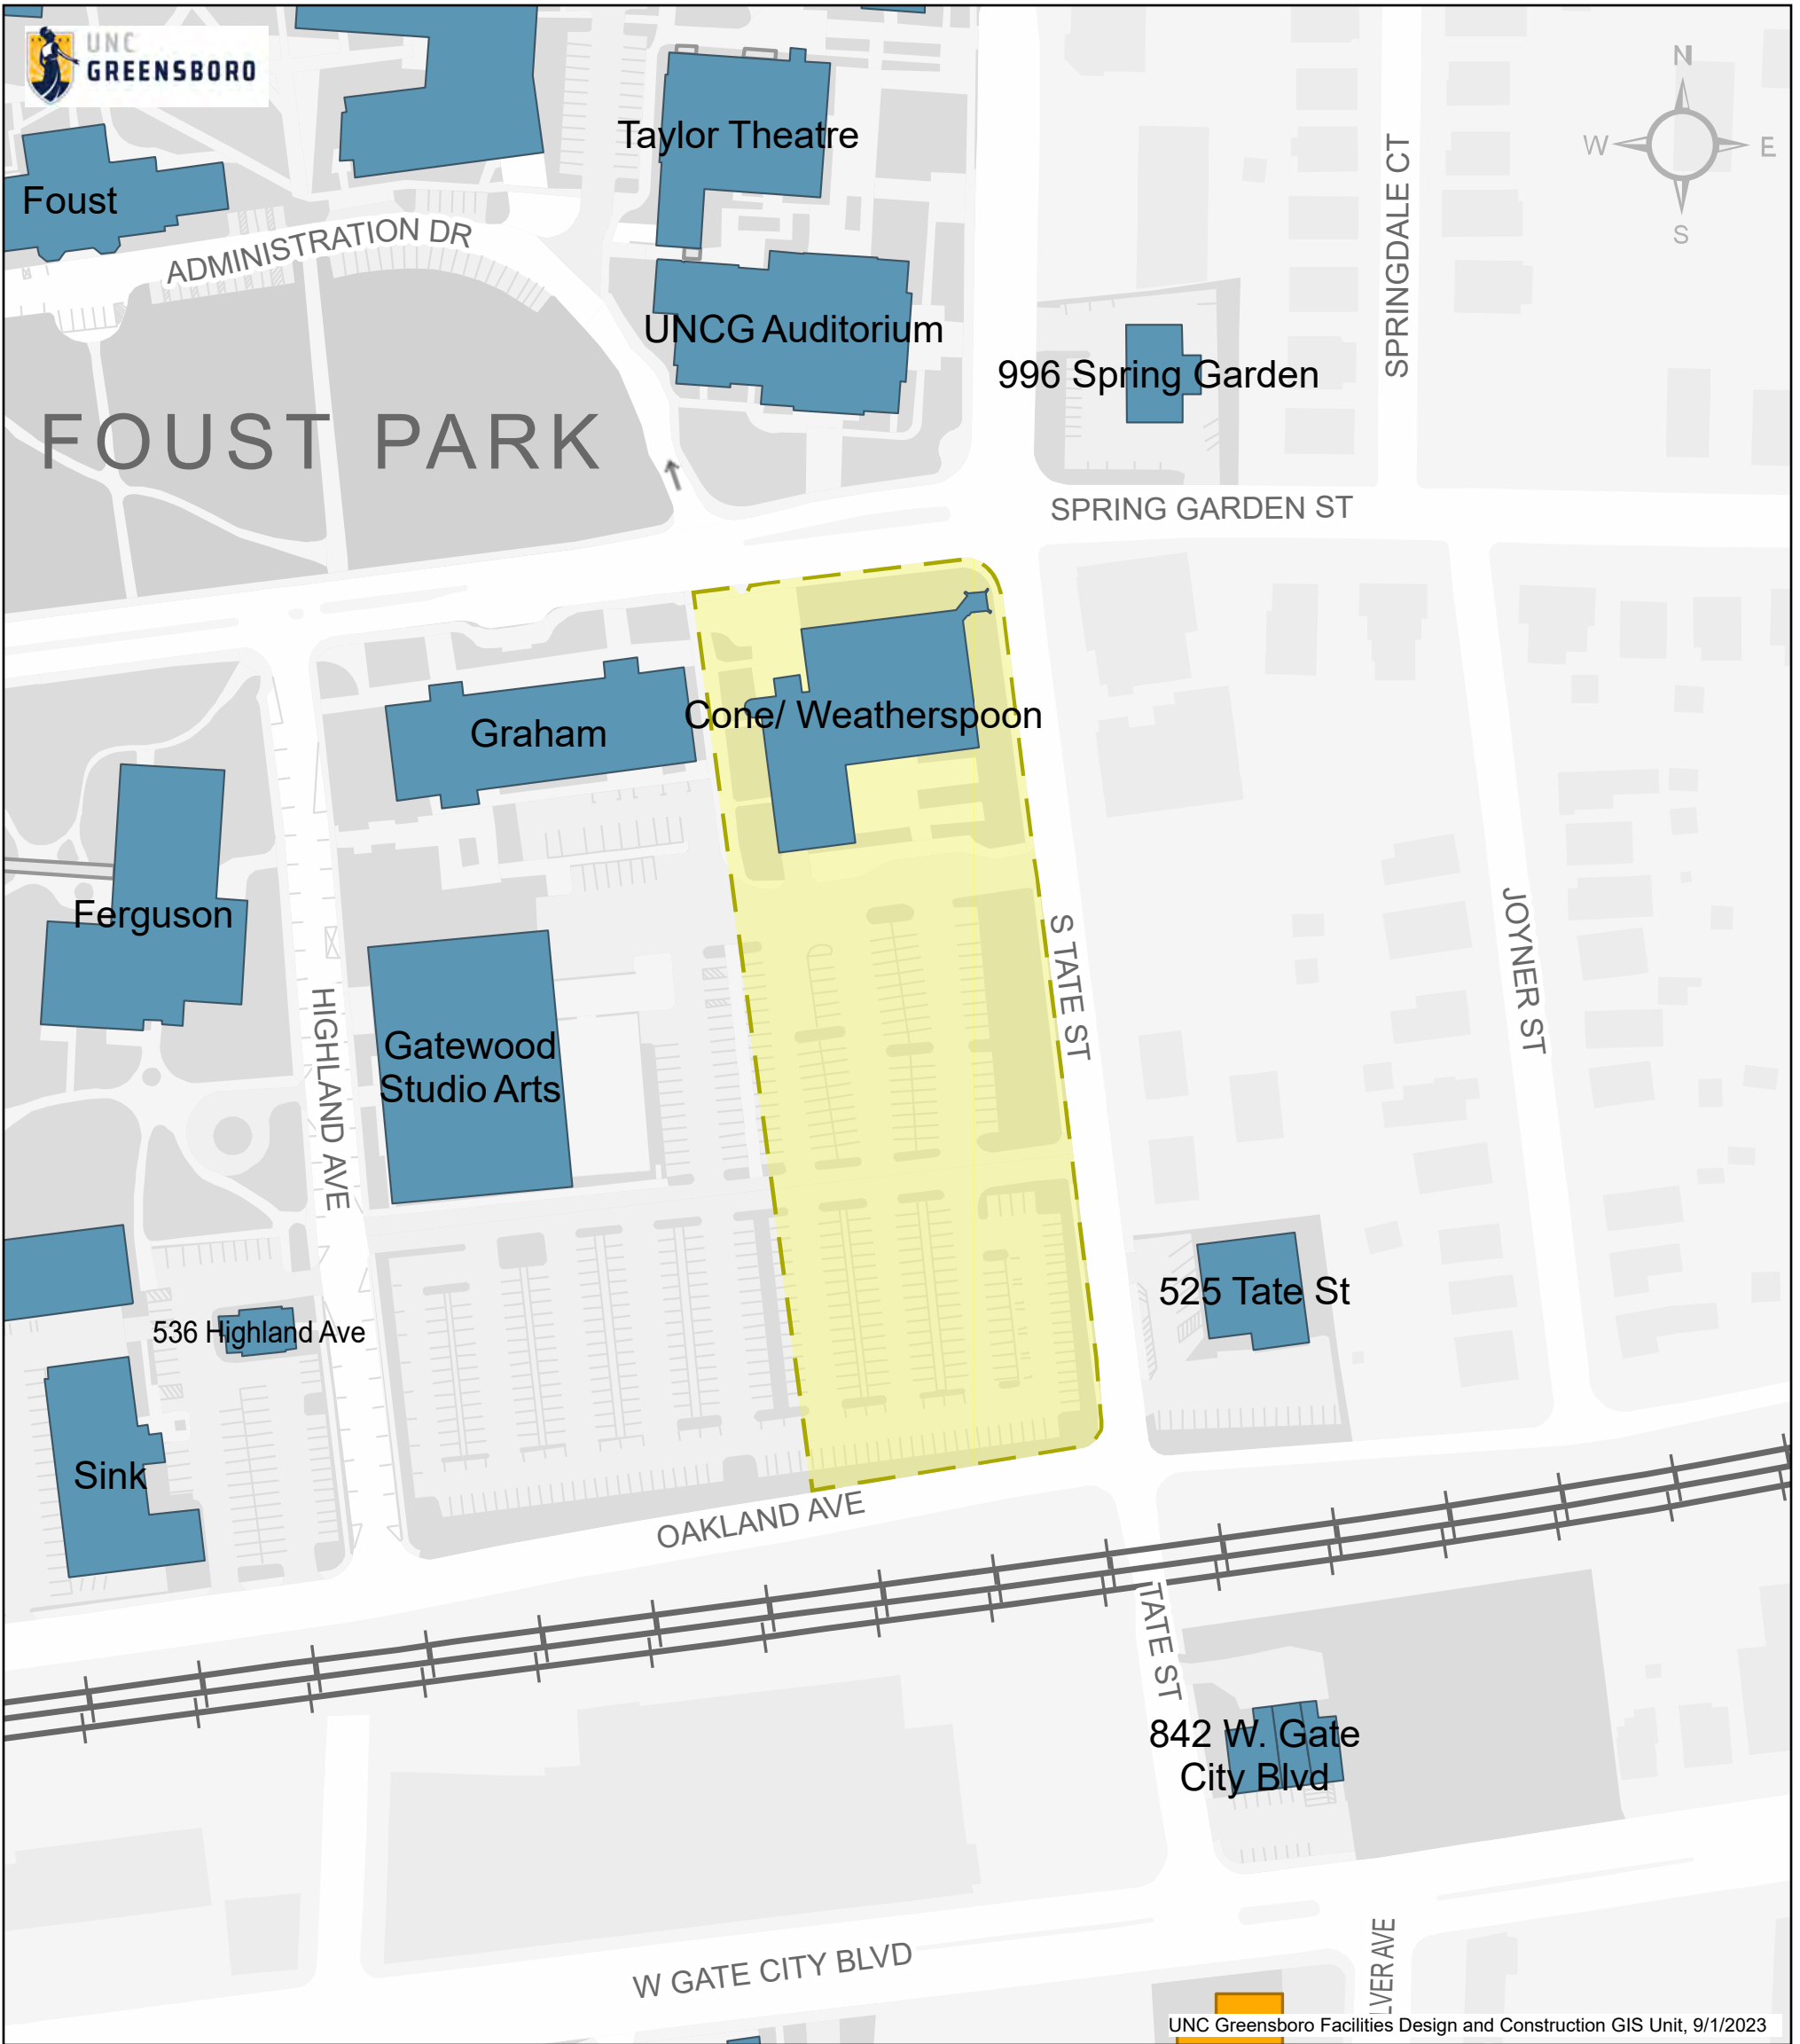 UNC
GREENSBORO
N
W
E
S
Taylor Theatre
Foust
ADMINISTRATION DR
SPRINGDALE CT
UNCG Auditorium
996 Spring Garden
FOUST PARK
SPRING GARDEN ST
Graham
Cone/ Weatherspoon
Ferguson
S TATE ST
JOYNER ST
HIGHLAND AVE
Gatewood
Studio Arts
525 Tate St
536 Highland Ave
Sink
OAKLAND AVE
TATE ST
842 W. Gate
City Blvd
W GATE CITY BLVD
LVER AVE
UNC Greensboro Facilities Design and Construction GIS Unit, 9/1/2023